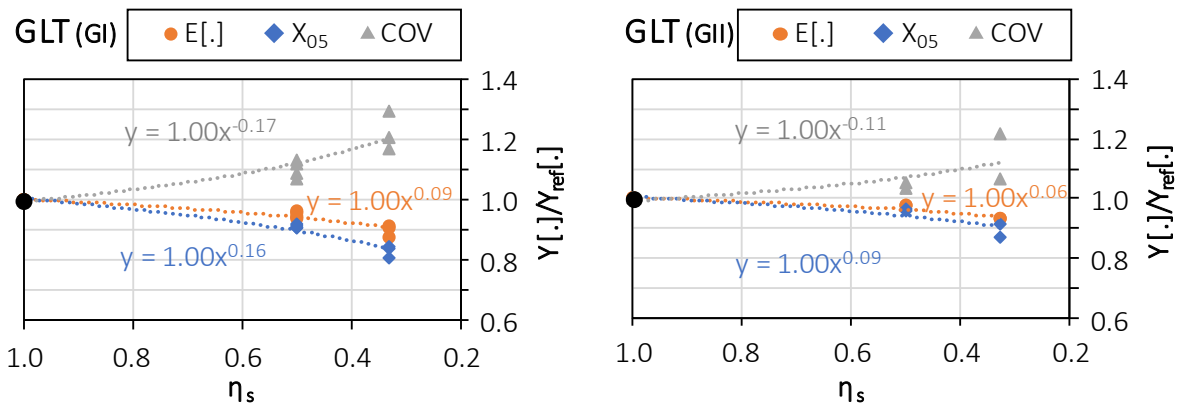 GLT (GI) E[.] X05 COV
1.4
1.2
1.0
0.8
0.6
Y[.]/Yref[.]
y = 1.00x-0.17
y = 1.00x0.09
y = 1.00x0.16
1.0 0.8 0.6 0.4 0.2
ηs
GLT (GII) E[.] X05 COV
1.4
1.2
1.0
0.8
0.6
Y[.]/Yref[.]
y = 1.00x-0.11
y = 1.00x0.06
y = 1.00x0.09
1.0 0.8 0.6 0.4 0.2
ηs